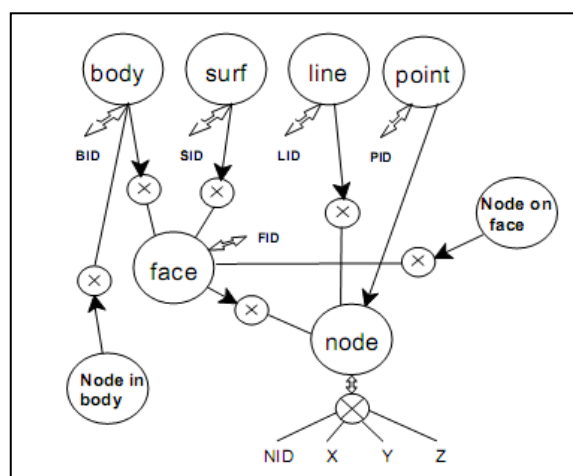 body surf line point
BID SID LID PID
Node on
face
FID
face
node
Node in
body
NID X Y Z